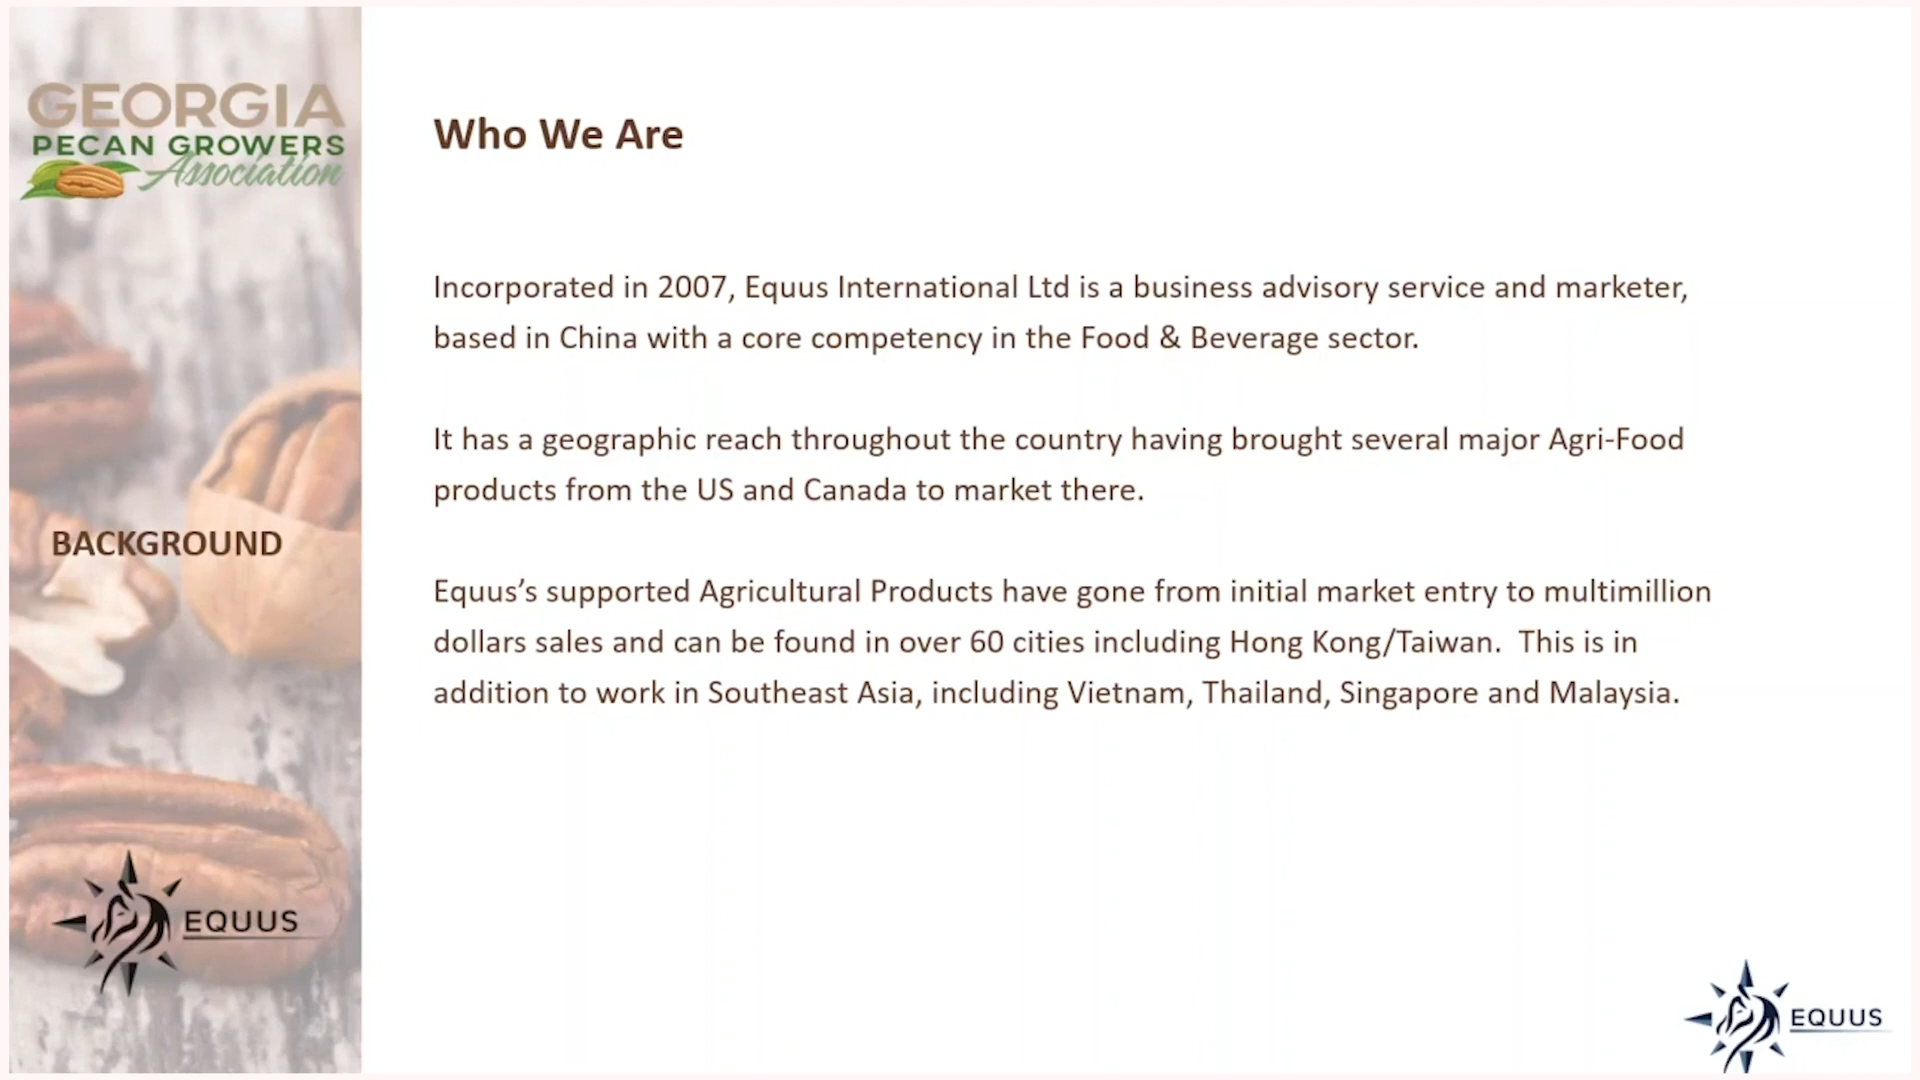 GEORGIA
PECAN GROWERS
Association
BACKGROUND
EQUUS
Who We Are
Incorporated in 2007, Equus International Ltd is a business advisory service and marketer,
based in China with a core competency in the Food & Beverage sector.
It has a geographic reach throughout the country having brought several major Agri-Food
products from the US and Canada to market there.
Equus’s supported Agricultural Products have gone from initial market entry to multimillion
dollars sales and can be found in over 60 cities including Hong Kong/Taiwan.  This is in
addition to work in Southeast Asia, including Vietnam, Thailand, Singapore and Malaysia.
EQUUS